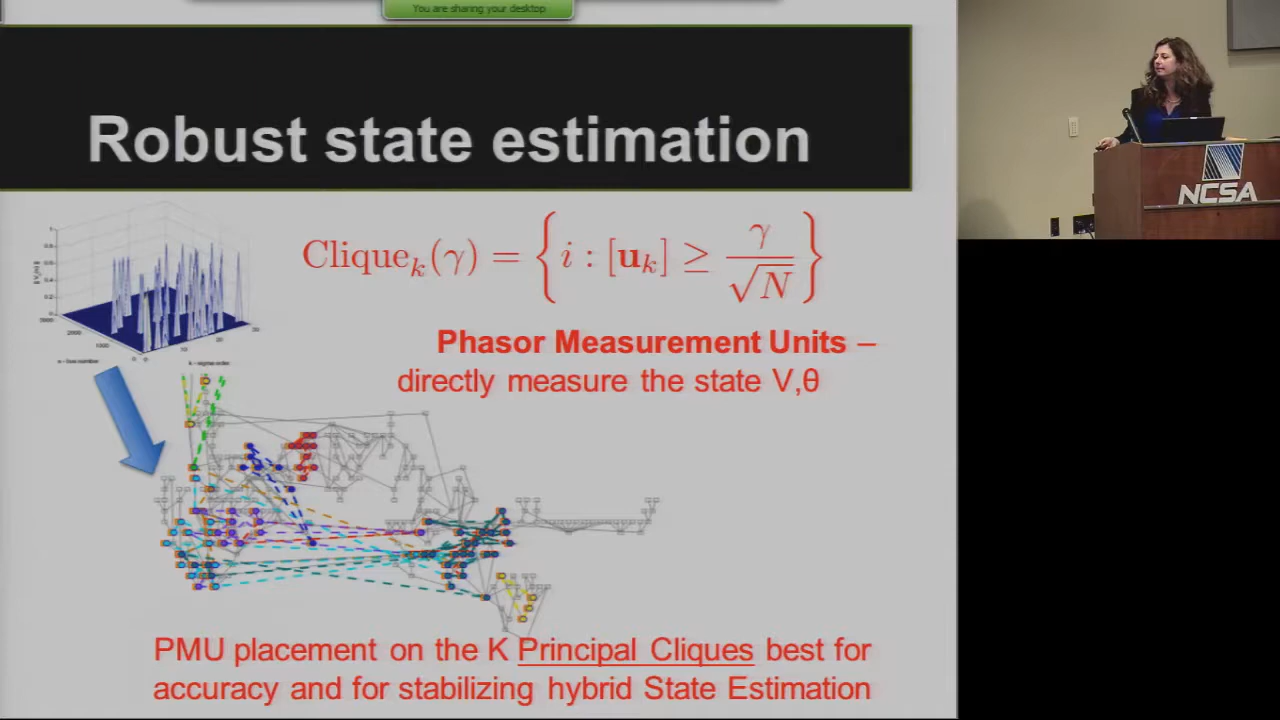 You are sharing your desktop
Robust state estimation
Clique_k(γ) = { i : [u_k] ≥ γ/√N }
Phasor Measurement Units –
directly measure the state V,θ
PMU placement on the K Principal Cliques best for
accuracy and for stabilizing hybrid State Estimation
NCSA